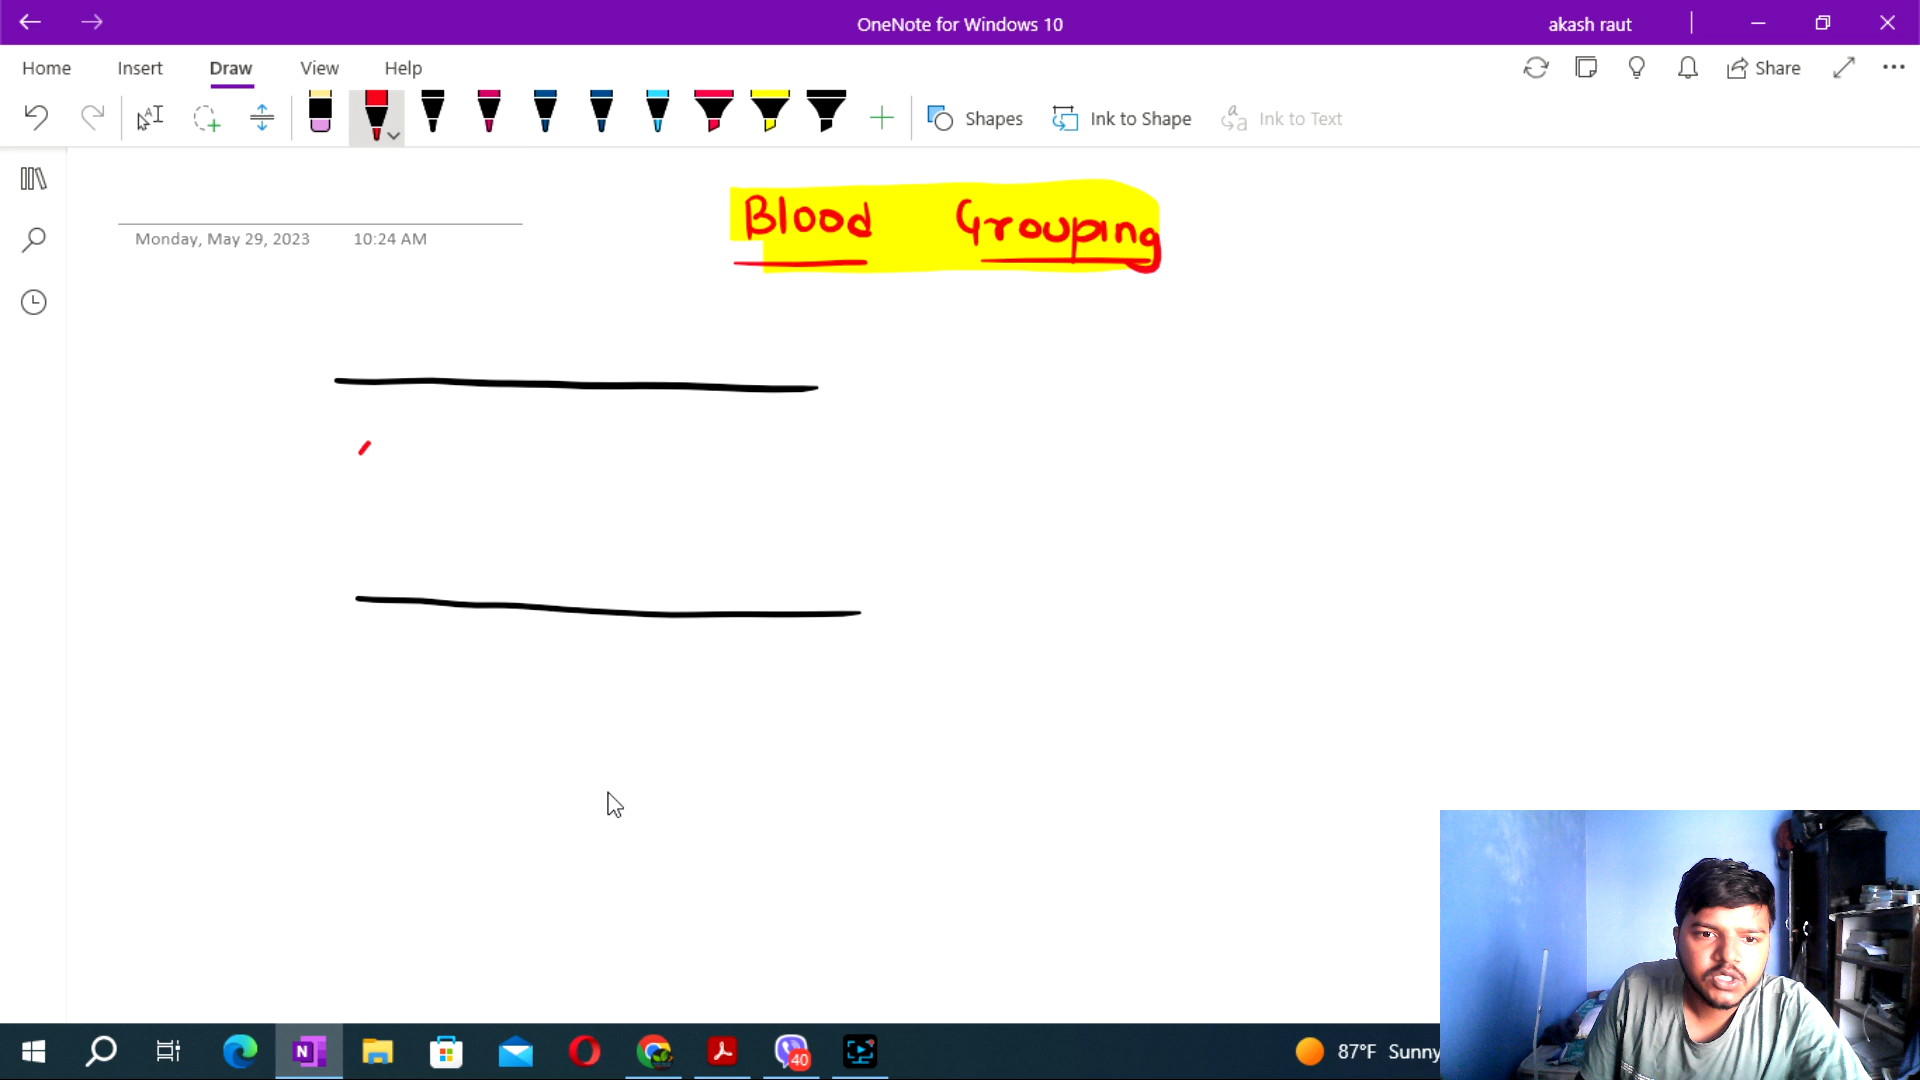 OneNote for Windows 10
akash raut
Home Insert Draw View Help
Share
Shapes Ink to Shape Ink to Text
Blood Grouping
Monday, May 29, 2023 10:24 AM
40
87°F Sunny